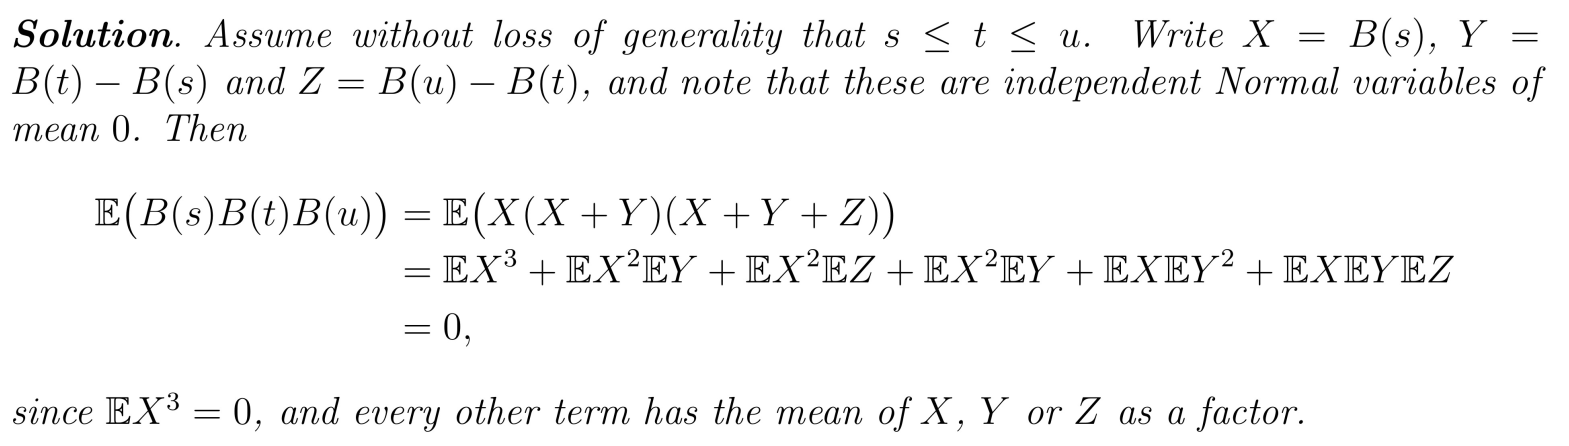 Solution. Assume without loss of generality that s ≤ t ≤ u. Write X = B(s), Y =
B(t) − B(s) and Z = B(u) − B(t), and note that these are independent Normal variables of
mean 0. Then
𝔼(B(s)B(t)B(u)) = 𝔼(X(X + Y)(X + Y + Z))
= 𝔼X³ + 𝔼X²𝔼Y + 𝔼X²𝔼Z + 𝔼X²𝔼Y + 𝔼X𝔼Y² + 𝔼X𝔼Y𝔼Z
= 0,
since 𝔼X³ = 0, and every other term has the mean of X, Y or Z as a factor.